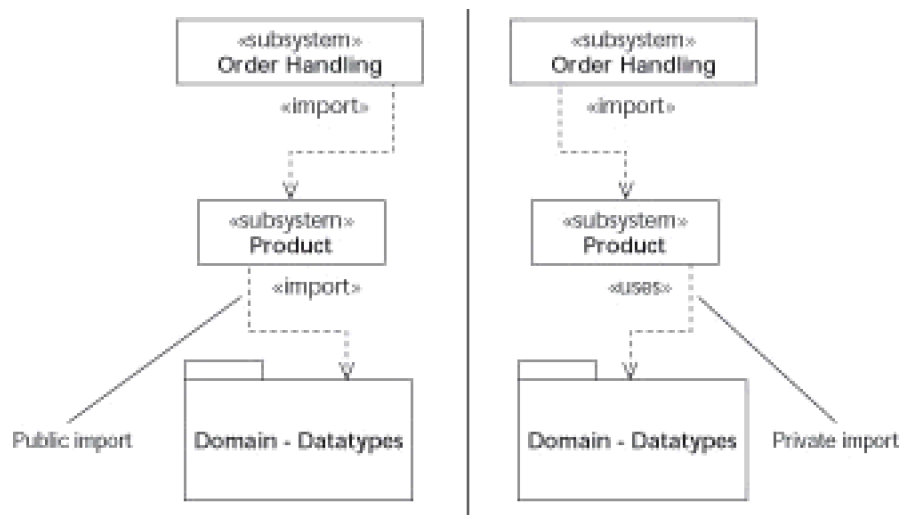 «subsystem»
Order Handling
«import»
«subsystem»
Product
«import»
Public import
Domain - Datatypes
«subsystem»
Order Handling
«import»
«subsystem»
Product
«uses»
Domain - Datatypes
Private import